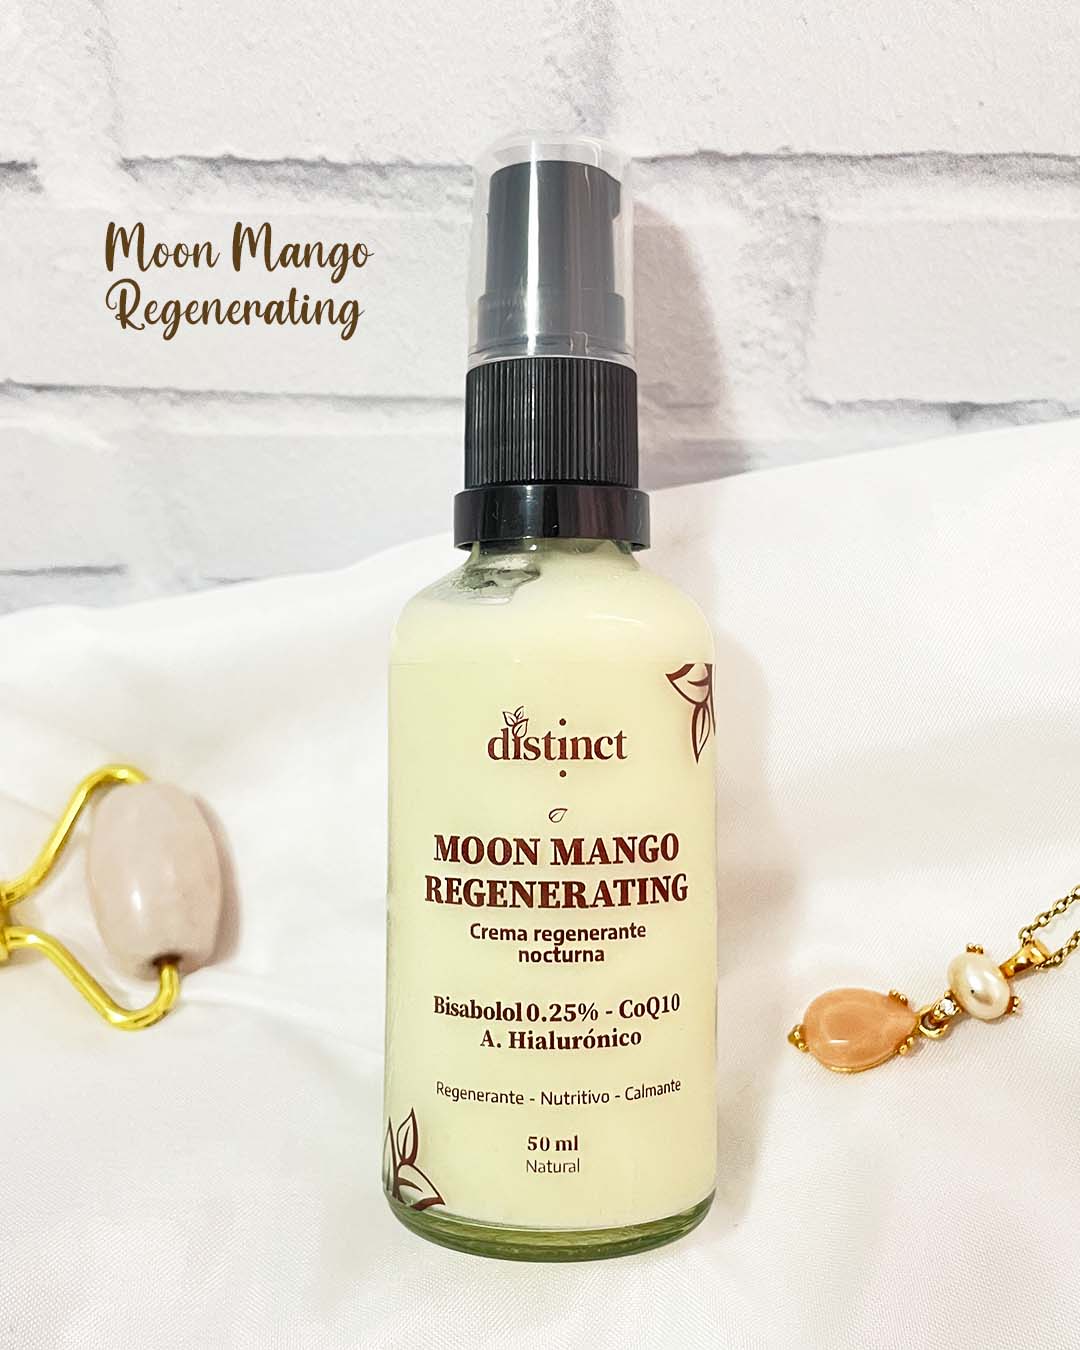 Moon Mango
Regenerating
distinct
MOON MANGO
REGENERATING
Crema regenerante
nocturna
Bisabolol 0.25% - CoQ10
A. Hialurónico
Regenerante - Nutritivo - Calmante
50 ml
Natural